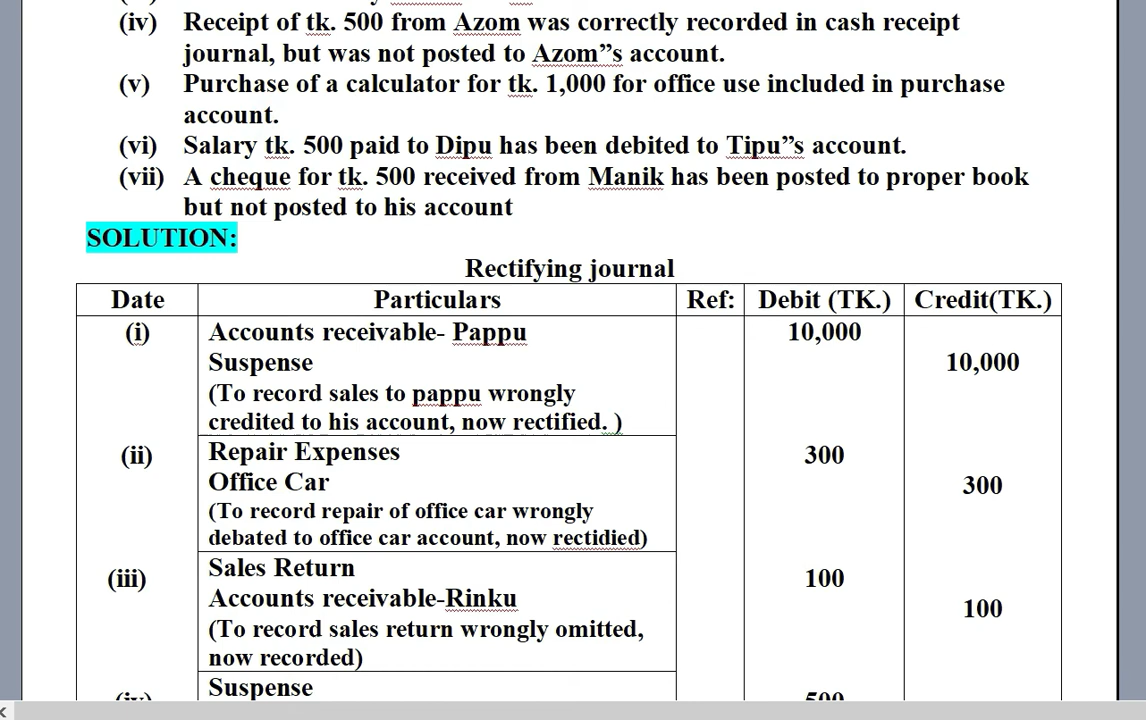 (iv) Receipt of tk. 500 from Azom was correctly recorded in cash receipt
journal, but was not posted to Azom”s account.
(v) Purchase of a calculator for tk. 1,000 for office use included in purchase
account.
(vi) Salary tk. 500 paid to Dipu has been debited to Tipu”s account.
(vii) A cheque for tk. 500 received from Manik has been posted to proper book
but not posted to his account
SOLUTION:
Rectifying journal
Date Particulars Ref: Debit (TK.) Credit(TK.)
(i) Accounts receivable- Pappu 10,000
Suspense 10,000
(To record sales to pappu wrongly
credited to his account, now rectified. )
(ii) Repair Expenses 300
Office Car 300
(To record repair of office car wrongly
debated to office car account, now rectidied)
(iii) Sales Return 100
Accounts receivable-Rinku 100
(To record sales return wrongly omitted,
now recorded)
(iv) Suspense 500